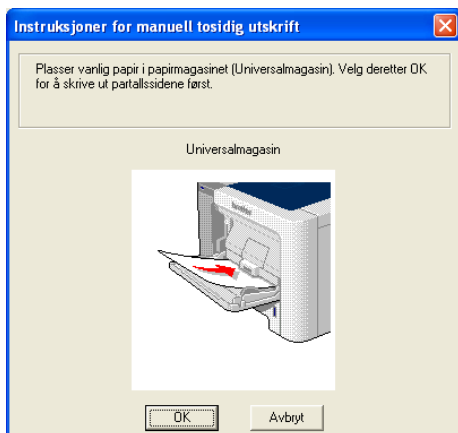 Instruksjoner for manuell tosidig utskrift
Plasser vanlig papir i papirmagasinet (Universalmagasin). Velg deretter OK
for å skrive ut partallssidene først.
Universalmagasin
OK
Avbryt